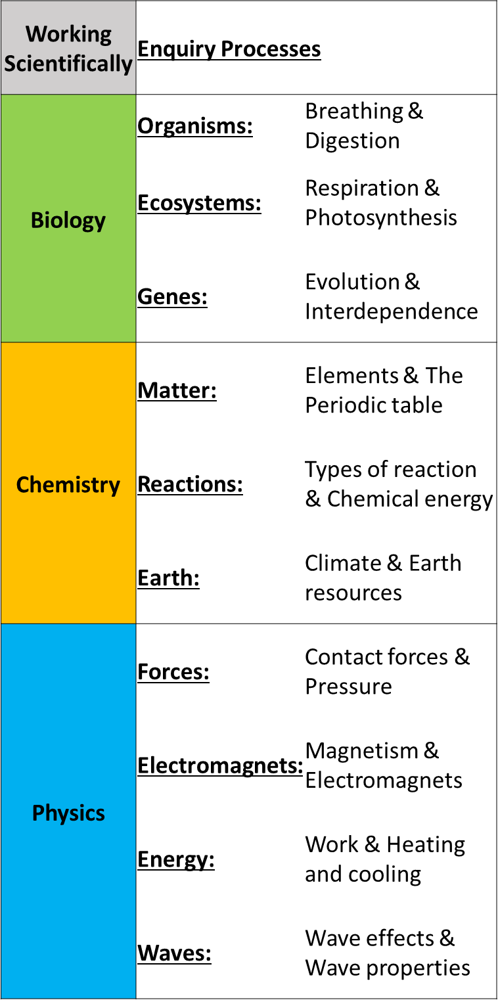 Working
Scientifically
Enquiry Processes
Biology
Organisms:
Breathing &
Digestion
Ecosystems:
Respiration &
Photosynthesis
Genes:
Evolution &
Interdependence
Chemistry
Matter:
Elements & The
Periodic table
Reactions:
Types of reaction
& Chemical energy
Earth:
Climate & Earth
resources
Physics
Forces:
Contact forces &
Pressure
Electromagnets:
Magnetism &
Electromagnets
Energy:
Work & Heating
and cooling
Waves:
Wave effects &
Wave properties